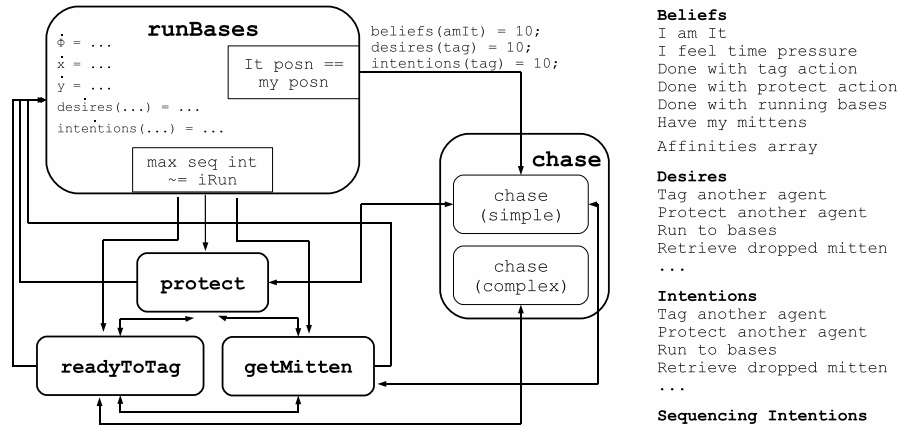 runBases
ϕ̇ = ...
ẋ = ...
ẏ = ...
desires(...) = ...
intentions(...) = ...
It posn ==
my posn
max seq int
~= iRun
beliefs(amIt) = 10;
desires(tag) = 10;
intentions(tag) = 10;
chase
chase
(simple)
chase
(complex)
protect
readyToTag
getMitten
Beliefs
I am It
I feel time pressure
Done with tag action
Done with protect action
Done with running bases
Have my mittens
Affinities array
Desires
Tag another agent
Protect another agent
Run to bases
Retrieve dropped mitten
...
Intentions
Tag another agent
Protect another agent
Run to bases
Retrieve dropped mitten
...
Sequencing Intentions